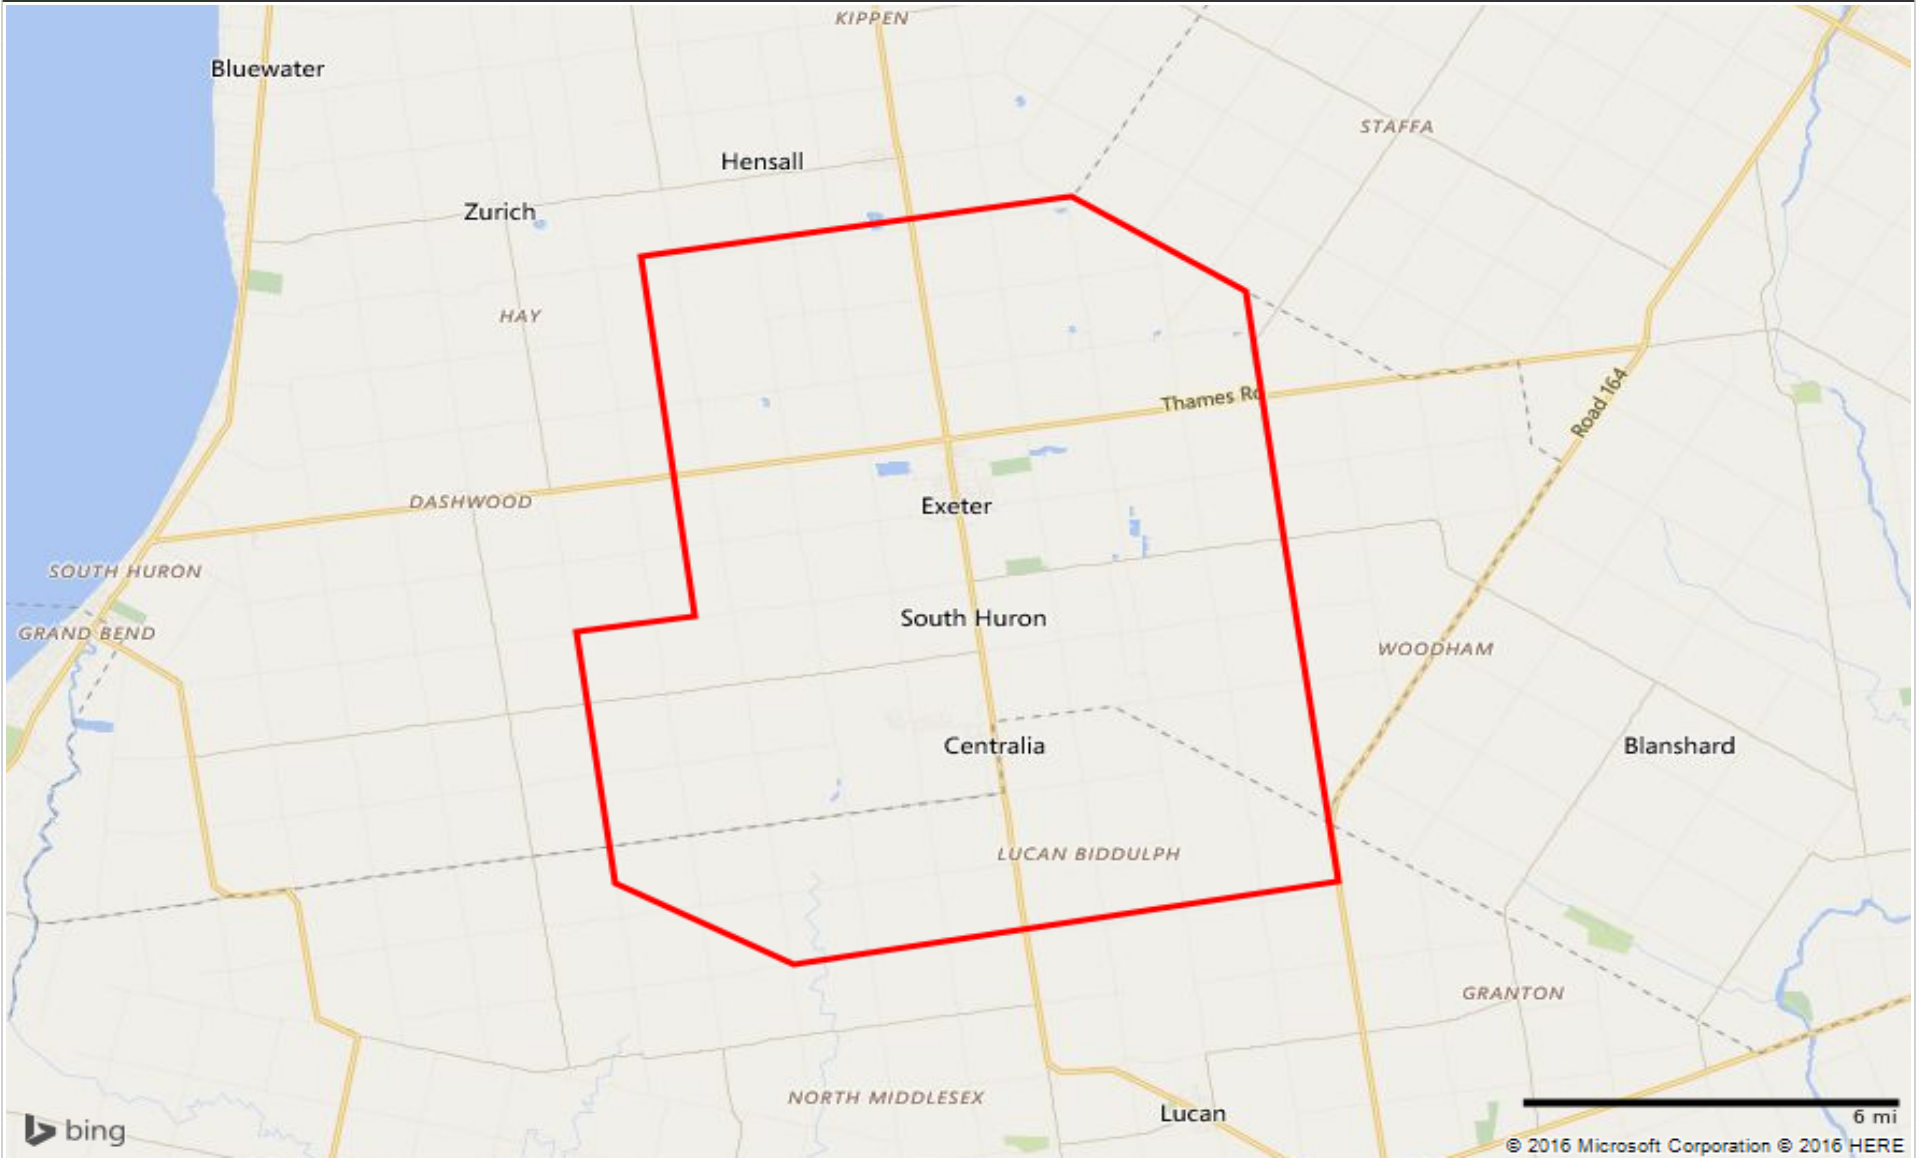 KIPPEN
Bluewater
STAFFA
Hensall
Zurich
HAY
Thames Rd
Road 164
DASHWOOD
Exeter
SOUTH HURON
South Huron
GRAND BEND
WOODHAM
Centralia
Blanshard
LUCAN BIDDULPH
GRANTON
NORTH MIDDLESEX
Lucan
6 mi
bing
© 2016 Microsoft Corporation © 2016 HERE